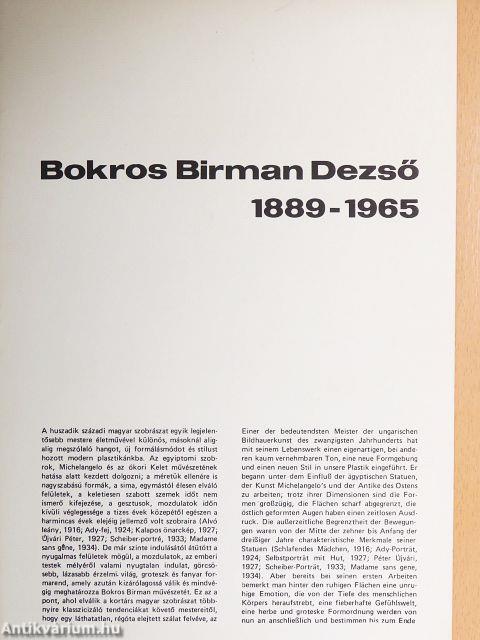 Bokros Birman Dezső
1889-1965
A huszadik századi magyar szobrászat egyik legjelen-
tősebb mestere életművével különös, másoknál alig-
alig megszólaló hangot, új formálásmódot és stílust
hozott modern plasztikánkba. Az egyiptomi szob-
rok, Michelangelo és az ókori Kelet művészetének
hatása alatt kezdett dolgozni; a méretük ellenére is
nagyszabású formák, a sima, egymástól élesen elváló
felületek, a keletiesen szabott szemek időt nem
ismerő kifejezése, a gesztusok, mozdulatok időn
kívüli véglegessége a tizes évek közepétől egészen a
harmincas évek elejéig jellemző volt szobraira (Alvó
leány, 1916; Ady-fej, 1924; Kalapos önarckép, 1927;
Újvári Péter, 1927; Scheiber-portré, 1933; Madame
sans gêne, 1934). De már szinte indulásától átütött a
nyugalmas felületek mögül, a mozdulatok, az emberi
testek mélyéről valami nyugtalan indulat, görcsö-
sebb, lázasabb érzelmi világ, groteszk és fanyar for-
marend, amely azután kizárólagossá válik és mindvé-
gig meghatározza Bokros Birman művészetét. Ez az a
pont, ahol elválik a kortárs magyar szobrászat több-
nyire klasszicizáló tendenciákat követő mestereitől,
hogy egy láthatatlan, régóta elejtett szálat felvéve, az
Einer der bedeutendsten Meister der ungarischen
Bildhauerkunst des zwanzigsten Jahrhunderts hat
mit seinem Lebenswerk einen eigenartigen, bei ande-
ren kaum vernehmbaren Ton, eine neue Formgebung
und einen neuen Stil in unsere Plastik eingeführt. Er
begann unter dem Einfluß der ägyptischen Statuen,
der Kunst Michelangelo's und der Antike des Ostens
zu arbeiten; trotz ihrer Dimensionen sind die For-
men großzügig, die Flächen scharf abgegrenzt, die
östlich geformten Augen haben einen zeitlosen Aus-
druck. Die außerzeitliche Begrenztheit der Bewegun-
gen waren von der Mitte der zehner bis Anfang der
dreißiger Jahre charakteristische Merkmale seiner
Statuen (Schlafendes Mädchen, 1916; Ady-Porträt,
1924; Selbstporträt mit Hut, 1927; Péter Újvári,
1927; Scheiber-Porträt, 1933; Madame sans gene,
1934). Aber bereits bei seinen ersten Arbeiten
bemerkt man hinter den ruhigen Flächen eine unru-
hige Emotion, die von der Tiefe des menschlichen
Körpers heraufstrebt, eine fieberhafte Gefühlswelt,
eine herbe und groteske Formordnung werden von
nun an anschließlich und bestimmen bis zum Ende
Antikvárium.hu